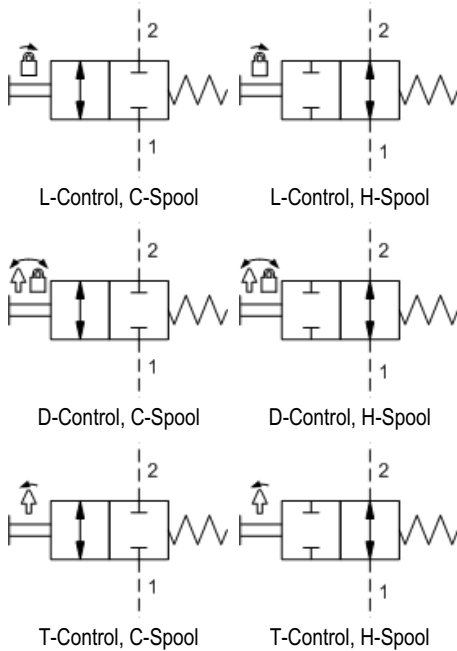 2 2
1 1
L-Control, C-Spool L-Control, H-Spool
2 2
1 1
D-Control, C-Spool D-Control, H-Spool
2 2
1 1
T-Control, C-Spool T-Control, H-Spool